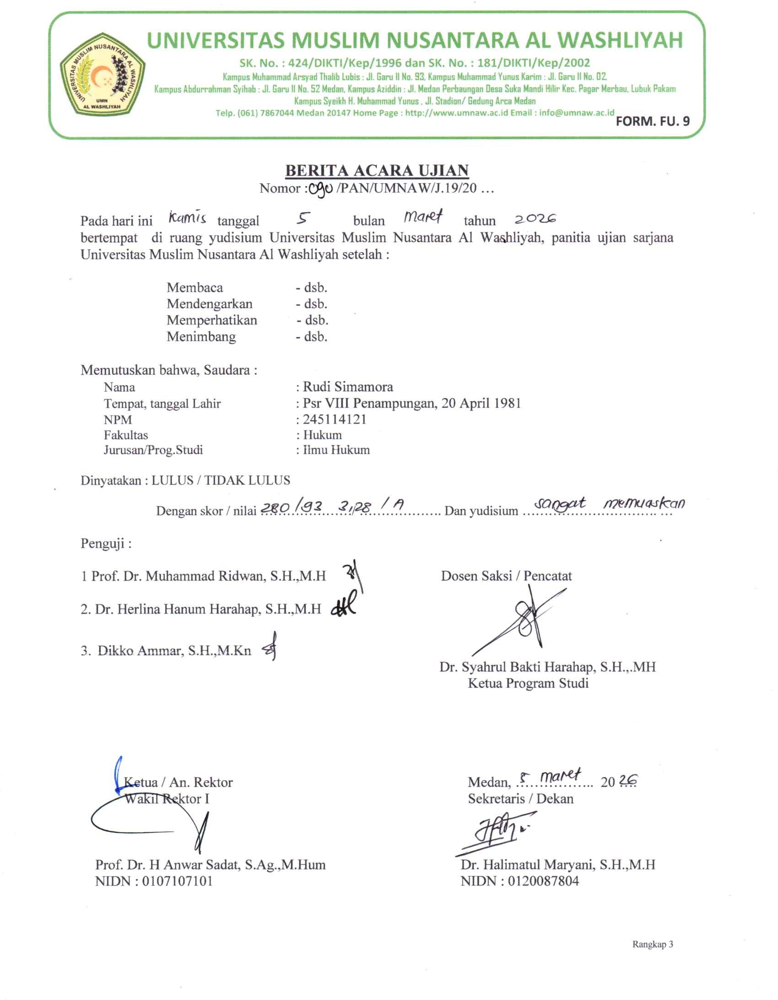 UNIVERSITAS MUSLIM NUSANTARA AL WASHLIYAH
SK. No. : 424/DIKTI/Kep/1996 dan SK. No. : 181/DIKTI/Kep/2002
Kampus Muhammad Arsyad Thalib Lubis : Jl. Garu II No. 93, Kampus Muhammad Yunus Karim : Jl. Garu II No. 02,
Kampus Abdurrahman Syihab : Jl. Garu II No. 52 Medan, Kampus Aziddin : Jl. Medan Perbaungan Desa Suka Mandi Hilir Kec. Pagar Merbau, Lubuk Pakam
Kampus Syeikh H. Muhammad Yunus , Jl. Stadion/ Gedung Arca Medan
Telp. (061) 7867044 Medan 20147 Home Page : http://www.umnaw.ac.id Email : info@umnaw.ac.id
FORM. FU. 9
UNIVERSITAS MUSLIM NUSANTARA AL WASHLIYAH
UMN
AL WASHLIYAH
BERITA ACARA UJIAN
Nomor : 090 /PAN/UMNAW/J.19/20 ...
Pada hari ini Kamis tanggal 5 bulan Maret tahun 2026
bertempat di ruang yudisium Universitas Muslim Nusantara Al Washliyah, panitia ujian sarjana
Universitas Muslim Nusantara Al Washliyah setelah :
Membaca - dsb.
Mendengarkan - dsb.
Memperhatikan - dsb.
Menimbang - dsb.
Memutuskan bahwa, Saudara :
Nama : Rudi Simamora
Tempat, tanggal Lahir : Psr VIII Penampungan, 20 April 1981
NPM : 245114121
Fakultas : Hukum
Jurusan/Prog.Studi : Ilmu Hukum
Dinyatakan : LULUS / TIDAK LULUS
Dengan skor / nilai 280/93 3,28 / A Dan yudisium sangat memuaskan
Penguji :
1 Prof. Dr. Muhammad Ridwan, S.H.,M.H
Dosen Saksi / Pencatat
2. Dr. Herlina Hanum Harahap, S.H.,M.H
3. Dikko Ammar, S.H.,M.Kn
Dr. Syahrul Bakti Harahap, S.H.,.MH
Ketua Program Studi
Ketua / An. Rektor
Wakil Rektor I
Medan, 5 maret 2026
Sekretaris / Dekan
Prof. Dr. H Anwar Sadat, S.Ag.,M.Hum
NIDN : 0107107101
Dr. Halimatul Maryani, S.H.,M.H
NIDN : 0120087804
Rangkap 3